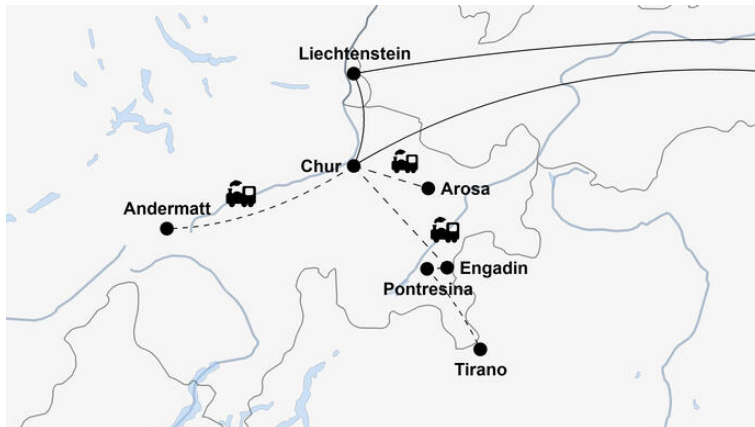 Liechtenstein
Chur
Arosa
Andermatt
Engadin
Pontresina
Tirano